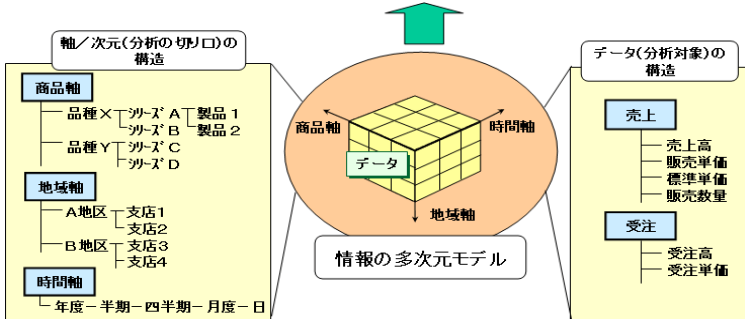 軸／次元(分析の切り口)の
構造
商品軸
品種X シリーズA 製品1
シリーズB 製品2
品種Y シリーズC
シリーズD
地域軸
A地区 支店1
支店2
B地区 支店3
支店4
時間軸
年度－半期－四半期－月度－日
商品軸
時間軸
データ
地域軸
情報の多次元モデル
データ(分析対象)の
構造
売上
売上高
販売単価
標準単価
販売数量
受注
受注高
受注単価